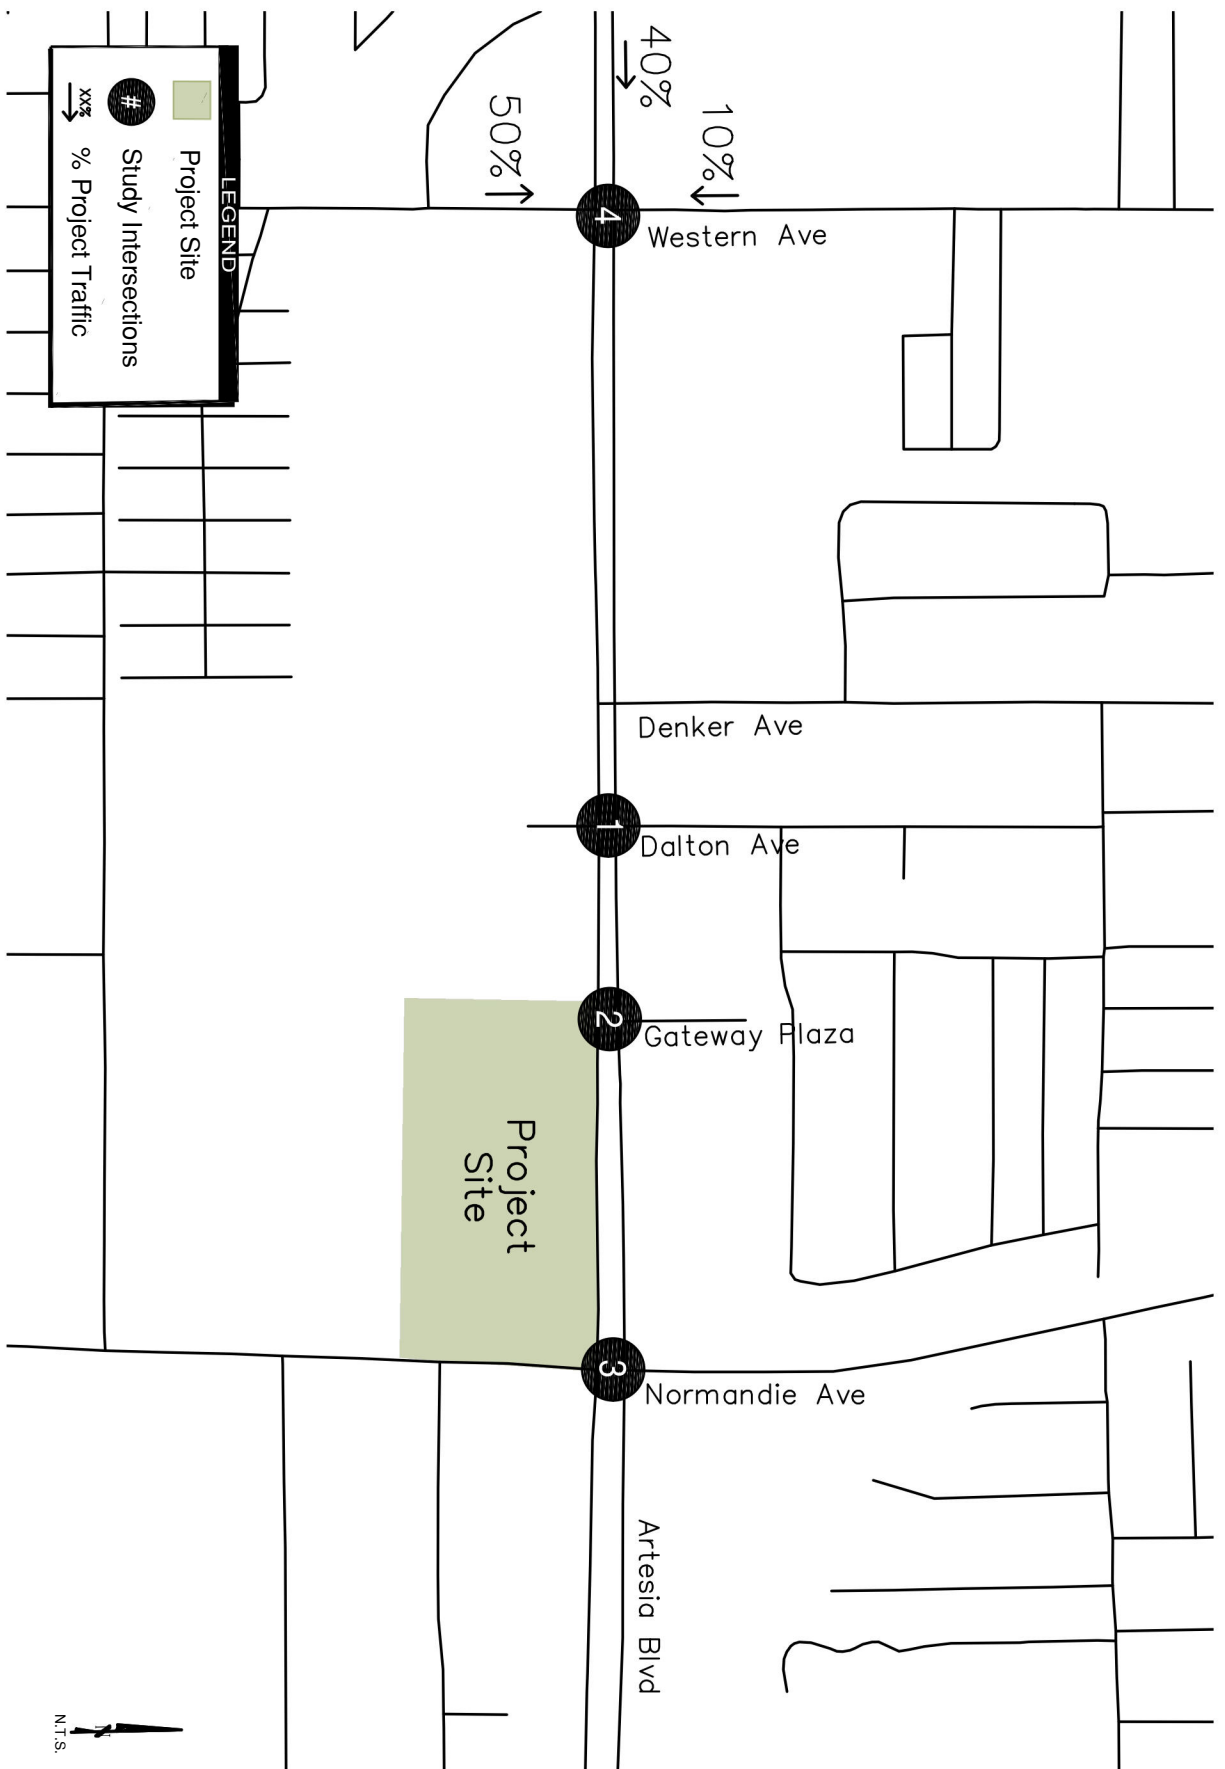 40%
10%
50%
4
Western Ave
Denker Ave
1
Dalton Ave
2
Gateway Plaza
Project
Site
3
Normandie Ave
Artesia Blvd
LEGEND
Project Site
# Study Intersections
XX% % Project Traffic
N
N.T.S.